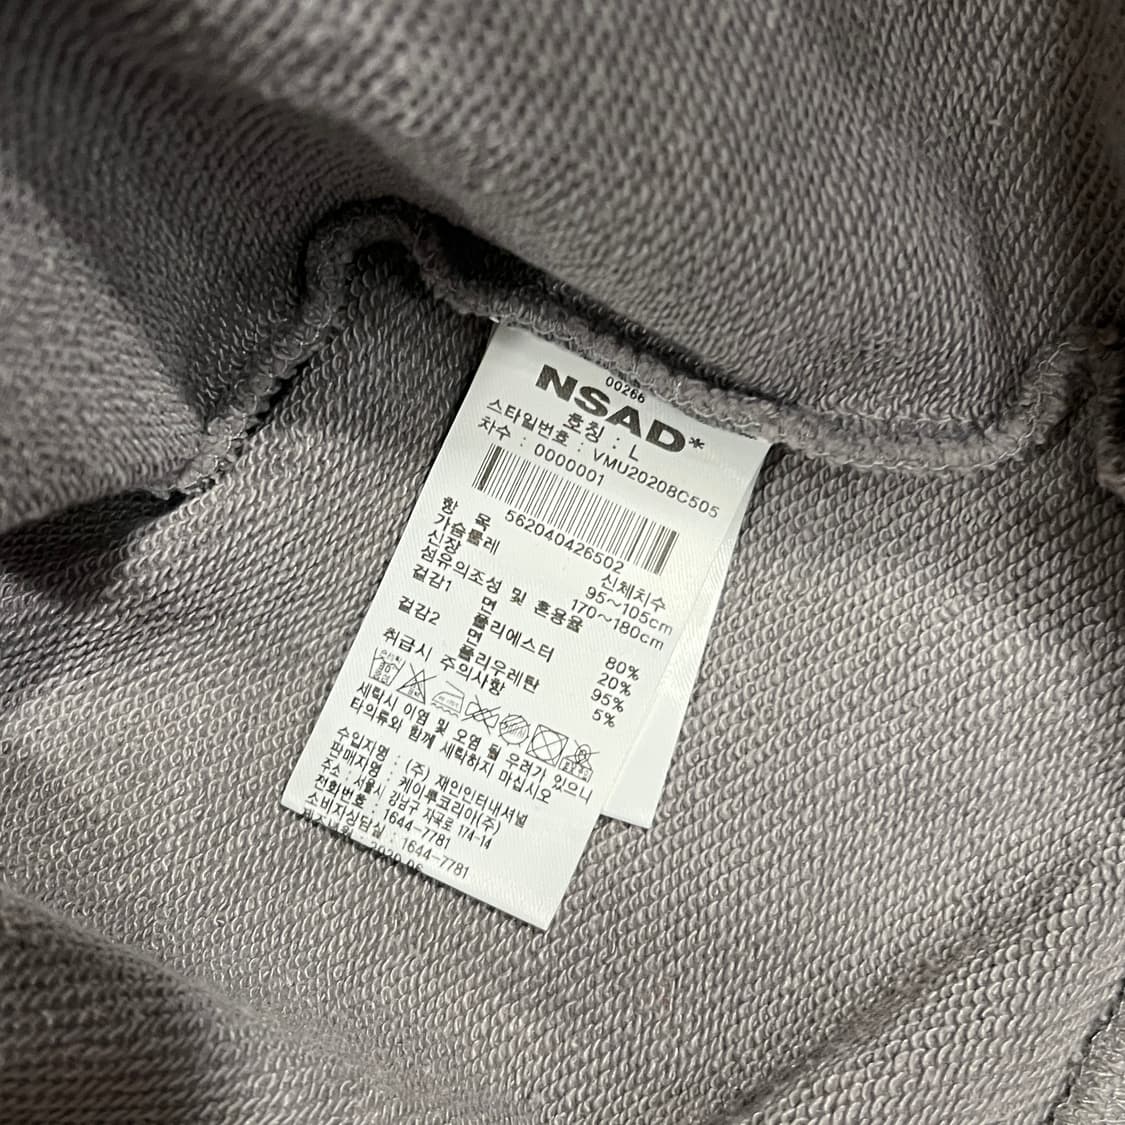 00266
NSAD*
호칭 : L
스타일번호 : VMU20208C505
차수 : 0000001
562040426502
항 목 신체치수
가슴둘레 95~105cm
신장 170~180cm
섬유의조성 및 혼용율
겉감1 면 80%
폴리에스터 20%
겉감2 면 95%
폴리우레탄 5%
취급시 주의사항
세탁시 이염 및 오염 될 우려가 있으니
타의류와 함께 세탁하지 마십시오
수입자명 : (주) 재인인터내셔널
판매자명 : 케이투코리아(주)
주소 : 서울시 강남구 자곡로 174-14
전화번호 : 1644-7781
소비자상담실 : 1644-7781